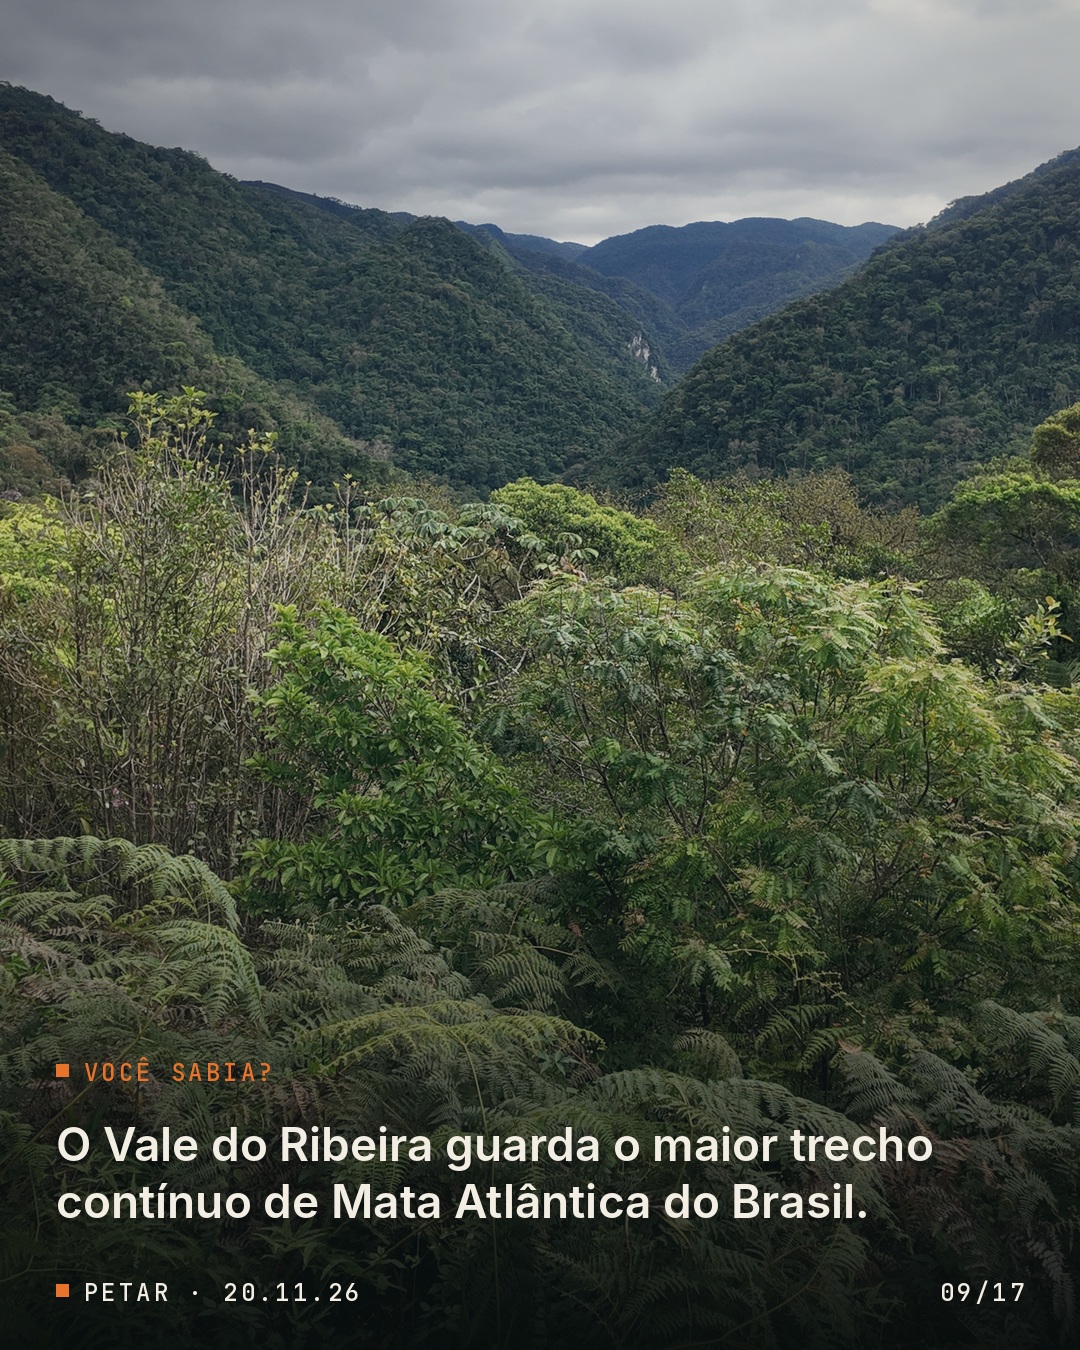 VOCÊ SABIA?
O Vale do Ribeira guarda o maior trecho
contínuo de Mata Atlântica do Brasil.
PETAR · 20.11.26
09/17